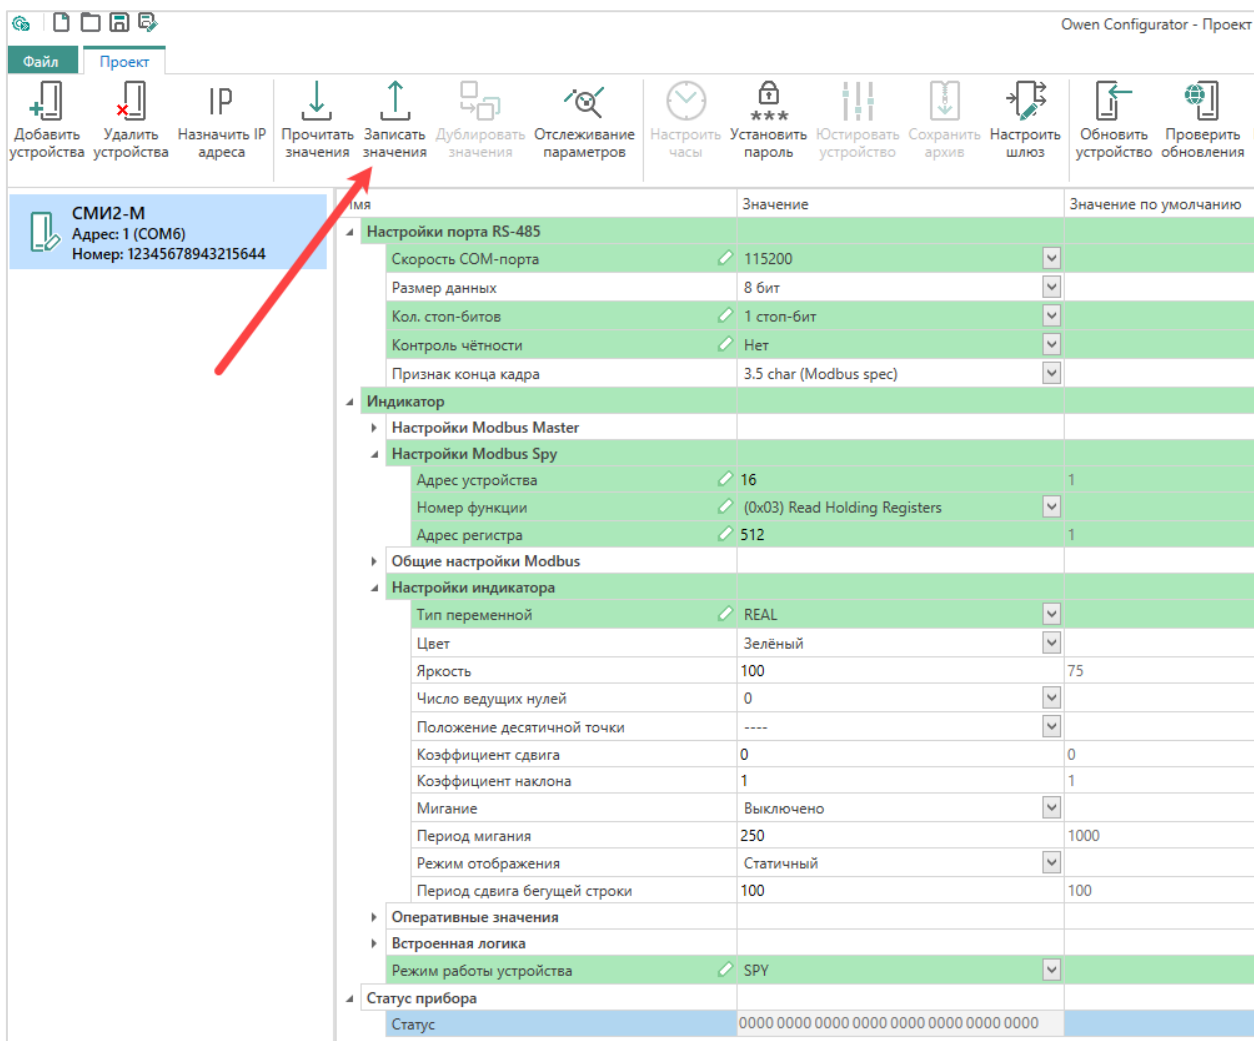 Owen Configurator - Проект
Файл Проект
Добавить устройства
Удалить устройства
Назначить IP адреса
Прочитать значения
Записать значения
Дублировать значения
Отслеживание параметров
Настроить часы
Установить пароль
Юстировать устройство
Сохранить архив
Настроить шлюз
Обновить устройство
Проверить обновления
СМИ2-М
Адрес: 1 (COM6)
Номер: 12345678943215644
Имя Значение Значение по умолчанию
Настройки порта RS-485
Скорость COM-порта 115200
Размер данных 8 бит
Кол. стоп-битов 1 стоп-бит
Контроль чётности Нет
Признак конца кадра 3.5 char (Modbus spec)
Индикатор
Настройки Modbus Master
Настройки Modbus Spy
Адрес устройства 16 1
Номер функции (0x03) Read Holding Registers
Адрес регистра 512 1
Общие настройки Modbus
Настройки индикатора
Тип переменной REAL
Цвет Зелёный
Яркость 100 75
Число ведущих нулей 0
Положение десятичной точки ----
Коэффициент сдвига 0 0
Коэффициент наклона 1 1
Мигание Выключено
Период мигания 250 1000
Режим отображения Статичный
Период сдвига бегущей строки 100 100
Оперативные значения
Встроенная логика
Режим работы устройства SPY
Статус прибора
Статус 0000 0000 0000 0000 0000 0000 0000 0000